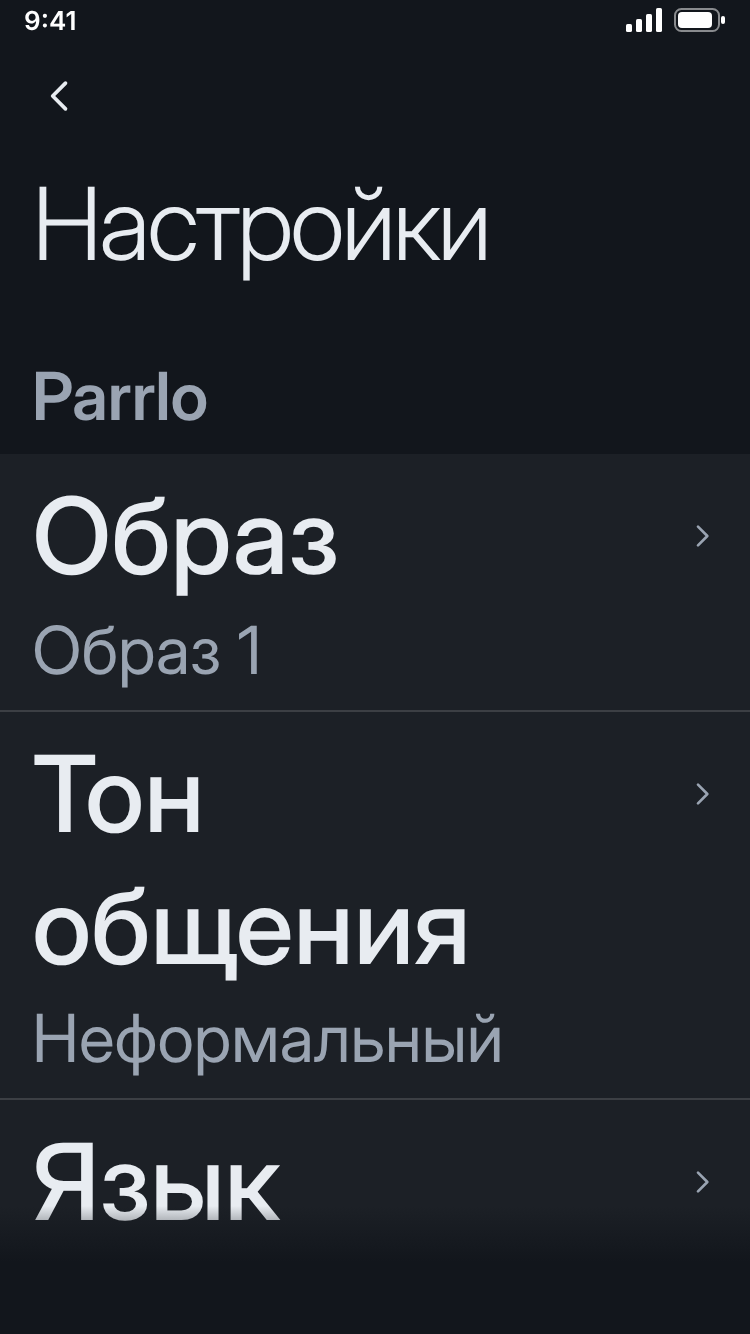 9:41
Настройки
Parrlo
Образ
Образ 1
Тон
общения
Неформальный
Язык